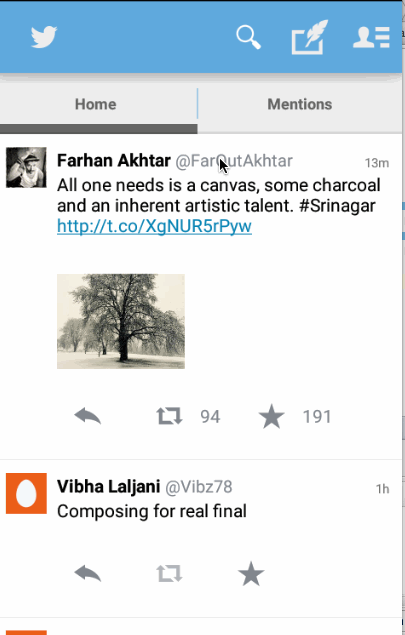 Home
Mentions
Farhan Akhtar @FarOutAkhtar 13m
All one needs is a canvas, some charcoal
and an inherent artistic talent. #Srinagar
http://t.co/XgNUR5rPyw
94
191
Vibha Laljani @Vibz78 1h
Composing for real final